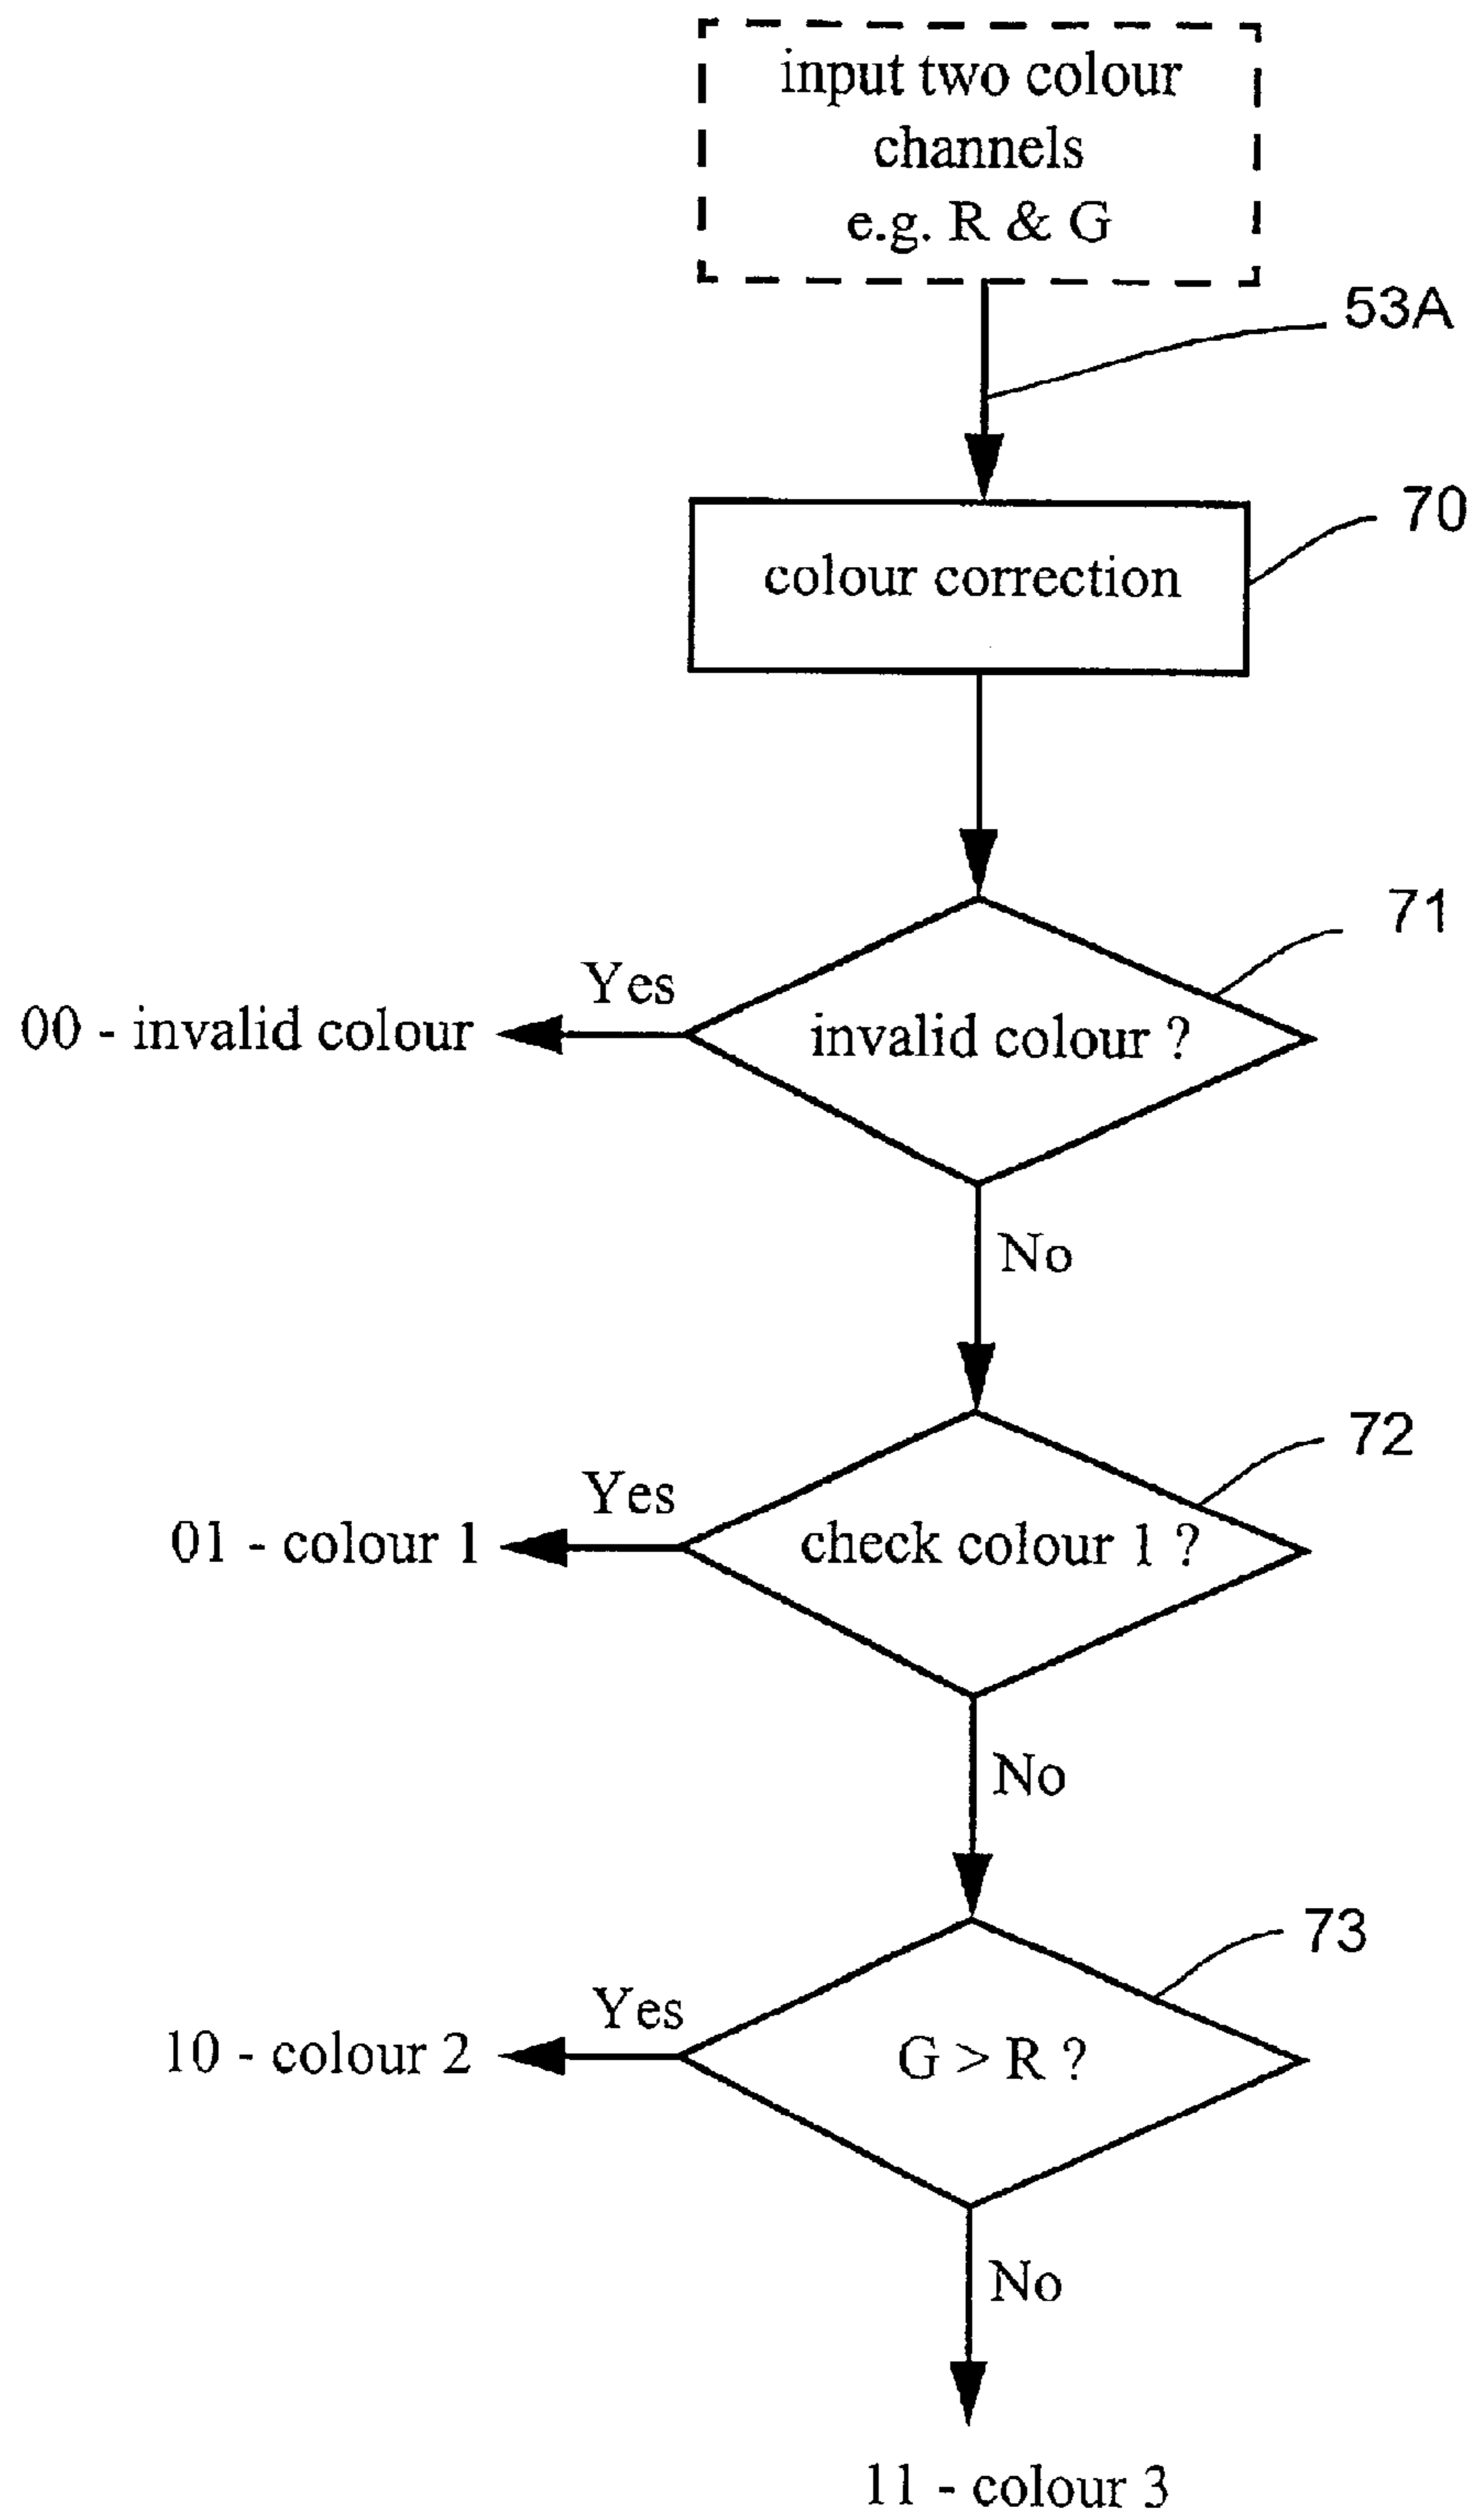 input two colour
channels
e.g. R & G
53A
70
colour correction
71
Yes
00 - invalid colour
invalid colour ?
No
72
Yes
01 - colour 1
check colour 1 ?
No
73
Yes
10 - colour 2
G > R ?
No
11 - colour 3